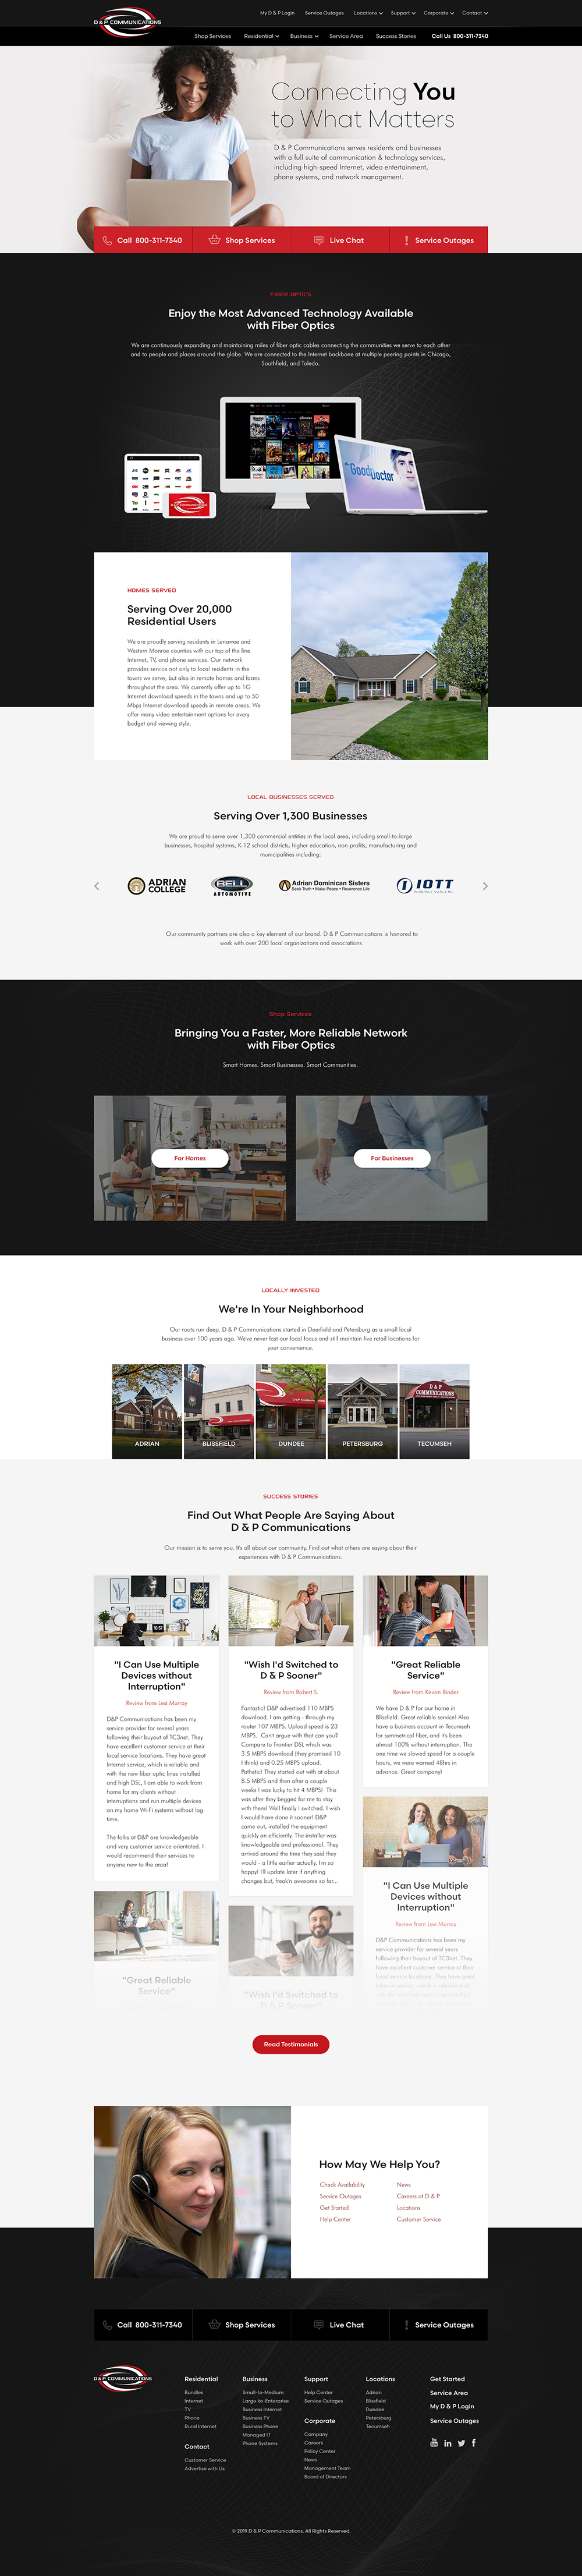 D & P COMMUNICATIONS
My D & P Login Service Outages Locations Support Corporate Contact
Shop Services Residential Business Service Area Success Stories Call Us 800-311-7340
Connecting You
to What Matters
D & P Communications serves residents and businesses
with a full suite of communication & technology services,
including high-speed Internet, video entertainment,
phone systems, and network management.
Call 800-311-7340 Shop Services Live Chat Service Outages
FIBER OPTICS
Enjoy the Most Advanced Technology Available
with Fiber Optics
We are continuously expanding and maintaining miles of fiber optic cables connecting the communities we serve to each other
and to people and places around the globe. We are connected to the Internet backbone at multiple peering points in Chicago,
Southfield, and Toledo.
the GoodDoctor
D & P COMMUNICATIONS
HOMES SERVED
Serving Over 20,000
Residential Users
We are proudly serving residents in Lenawee and
Western Monroe counties with our top of the line
Internet, TV, and phone services. Our network
provides service not only to local residents in the
towns we serve, but also in remote homes and farms
throughout the area. We currently offer up to 1G
Internet download speeds in the towns and up to 50
Mbps Internet download speeds in remote areas. We
offer many video entertainment options for every
budget and viewing style.
LOCAL BUSINESSES SERVED
Serving Over 1,300 Businesses
We are proud to serve over 1,300 commercial entities in the local area, including small-to-large
businesses, hospital systems, K-12 school districts, higher education, non-profits, manufacturing and
municipalities including:
ADRIAN COLLEGE
BELL AUTOMOTIVE
Adrian Dominican Sisters
Seek Truth • Make Peace • Reverence Life
IOTT
Our community partners are also a key element of our brand. D & P Communications is honored to
work with over 200 local organizations and associations.
Shop Services
Bringing You a Faster, More Reliable Network
with Fiber Optics
Smart Homes. Smart Businesses. Smart Communities.
For Homes For Businesses
LOCALLY INVESTED
We're In Your Neighborhood
Our roots run deep. D & P Communications started in Deerfield and Petersburg as a small local
business over 100 years ago. We've never lost our local focus and still maintain five retail locations for
your convenience.
D & P
COMMUNICATIONS
ADRIAN BLISSFIELD DUNDEE PETERSBURG TECUMSEH
SUCCESS STORIES
Find Out What People Are Saying About
D & P Communications
Our mission is to serve you. It's all about our community. Find out what others are saying about their
experiences with D & P Communications.
"I Can Use Multiple
Devices without
Interruption"
Review from Lexi Murray
D&P Communications has been my
service provider for several years
following their buyout of TC3net. They
have excellent customer service at their
local service locations. They have great
Internet service, which is reliable and
with the new fiber optic lines installed
and high DSL, I am able to work from
home for my clients without
interruptions and run multiple devices
on my home Wi-Fi systems without lag
time.
The folks at D&P are knowledgeable
and very customer service orientated. I
would recommend their services to
anyone new to the area!
"Great Reliable
Service"
"Wish I'd Switched to
D & P Sooner"
Review from Robert S.
Fantastic! D&P advertised 110 MBPS
download. I am getting - through my
router 107 MBPS. Upload speed is 23
MBPS. Can't argue with that can you?
Compare to Frontier DSL which was
3.5 MBPS download (they promised 10
I think) and 0.25 MBPS upload.
Pathetic! They started out with at about
8.5 MBPS and then after a couple
weeks I was lucky to hit 4 MBPS! This
was after they begged for me to stay
with them! Well finally I switched. I wish
I would have done it sooner! D&P
came out, installed the equipment
quickly an efficiently. The installer was
knowledgeable and professional. They
arrived around the time they said they
would - a little earlier actually. I'm so
happy! I'll update later if anything
changes but, freak'n awesome so far...
"Wish I'd Switched to
D & P Sooner"
"Great Reliable
Service"
Review from Kevon Binder
We have D & P for our home in
Blissfield. Great reliable service! Also
have a business account in Tecumseh
for symmetrical fiber, and it's been
almost 100% without interruption. The
one time we slowed speed for a couple
hours, we were warned 48hrs in
advance. Great company!
"I Can Use Multiple
Devices without
Interruption"
Review from Lexi Murray
D&P Communications has been my
service provider for several years
following their buyout of TC3net. They
have excellent customer service at their
local service locations. They have great
Internet service, which is reliable and
Read Testimonials
How May We Help You?
Check Availability News
Service Outages Careers at D & P
Get Started Locations
Help Center Customer Service
Call 800-311-7340 Shop Services Live Chat Service Outages
D & P COMMUNICATIONS
Residential
Bundles
Internet
TV
Phone
Rural Internet
Contact
Customer Service
Advertise with Us
Business
Small-to-Medium
Large-to-Enterprise
Business Internet
Business TV
Business Phone
Managed IT
Phone Systems
Support
Help Center
Service Outages
Corporate
Company
Careers
Policy Center
News
Management Team
Board of Directors
Locations
Adrian
Blissfield
Dundee
Petersburg
Tecumseh
Get Started
Service Area
My D & P Login
Service Outages
© 2019 D & P Communications. All Rights Reserved.